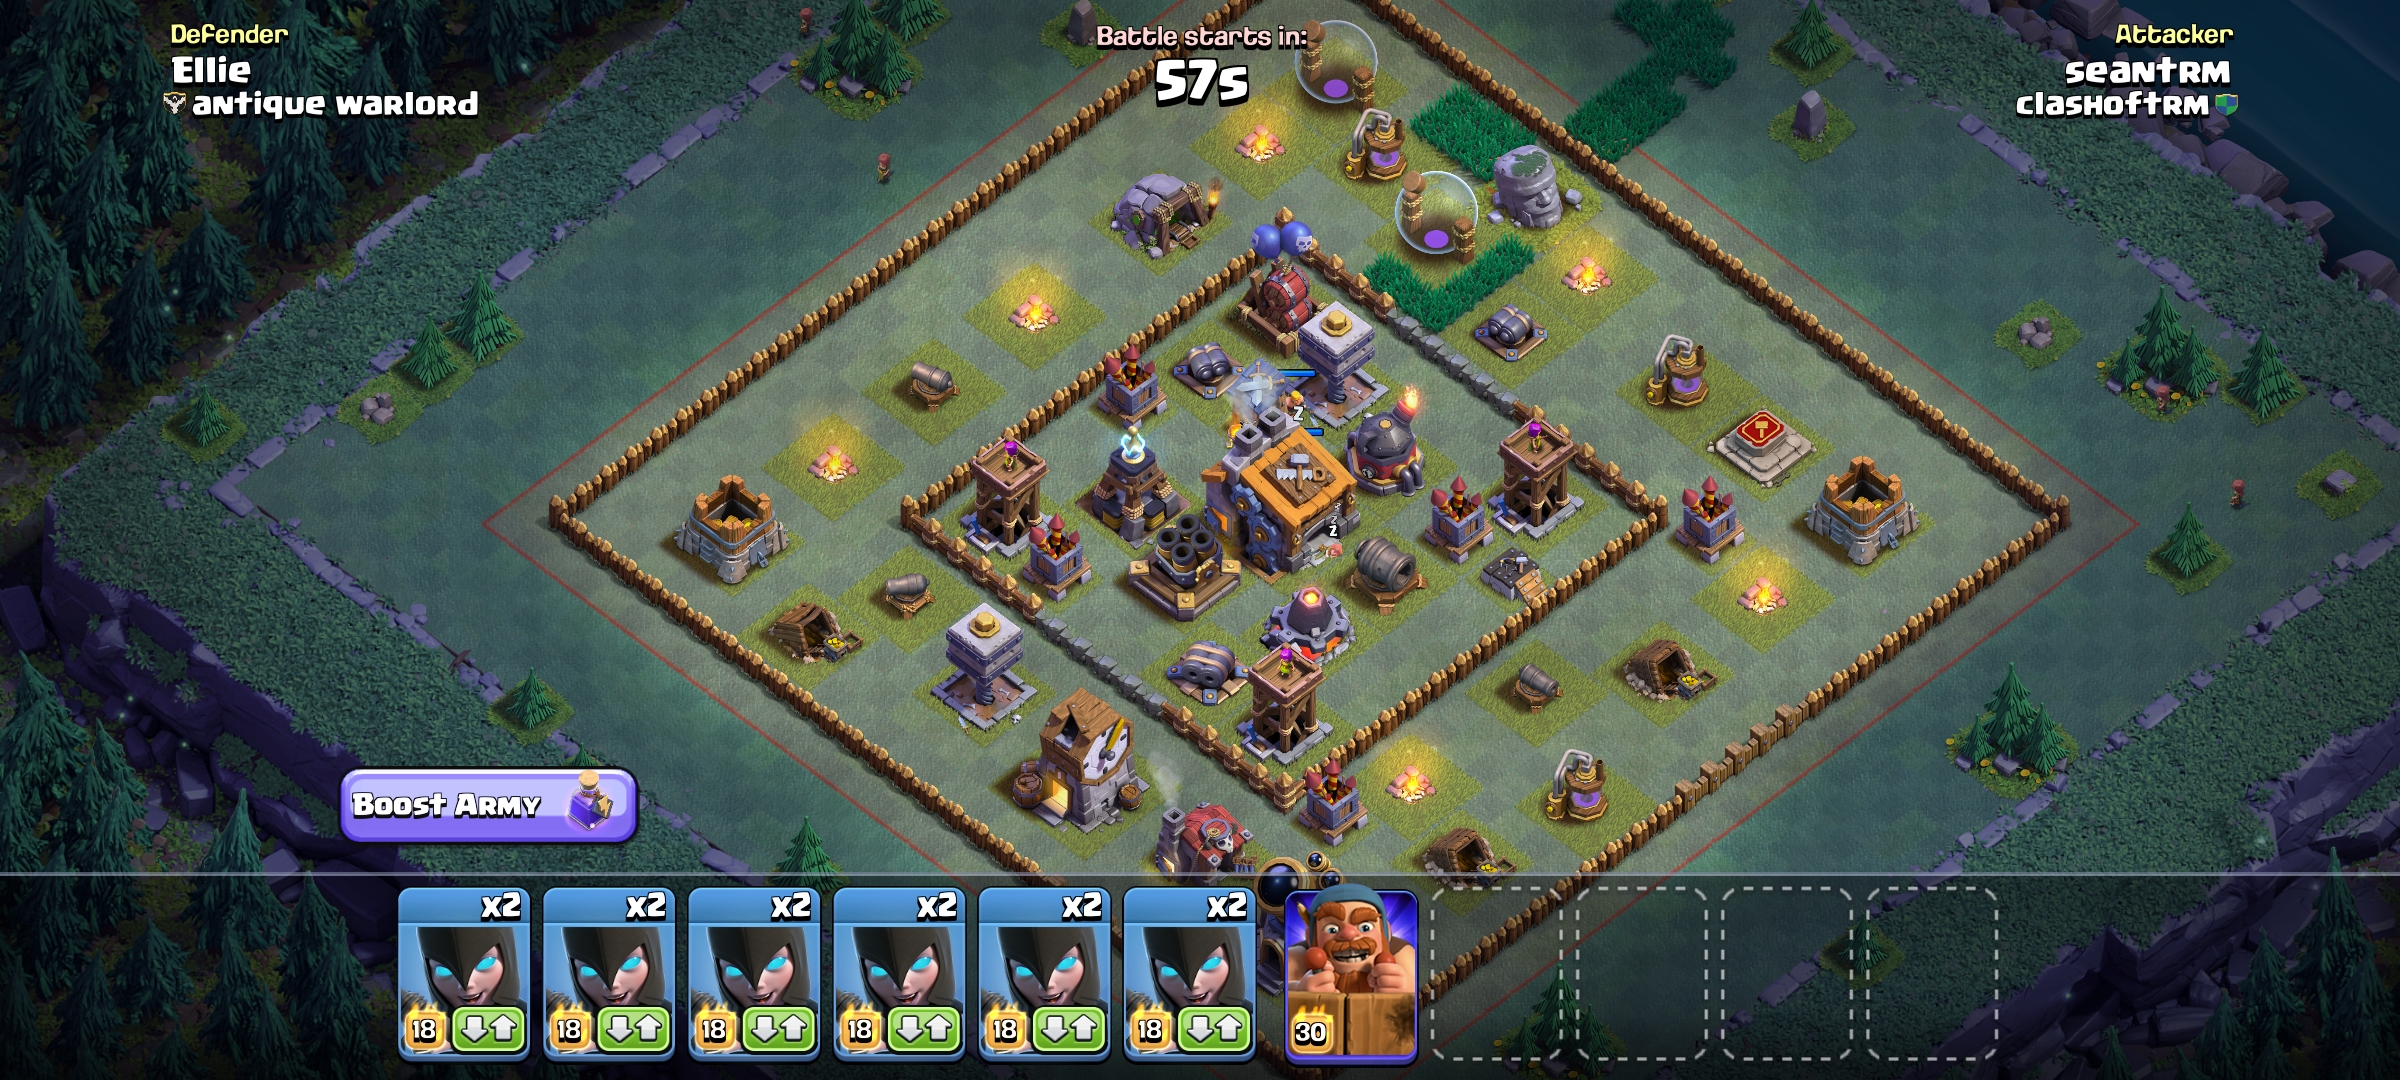 Defender
Ellie
antique warlord
Battle starts in:
57s
Attacker
seantRM
clashoftRM
z
z
z
Boost Army
x2
x2
x2
x2
x2
x2
18
18
18
18
18
18
30